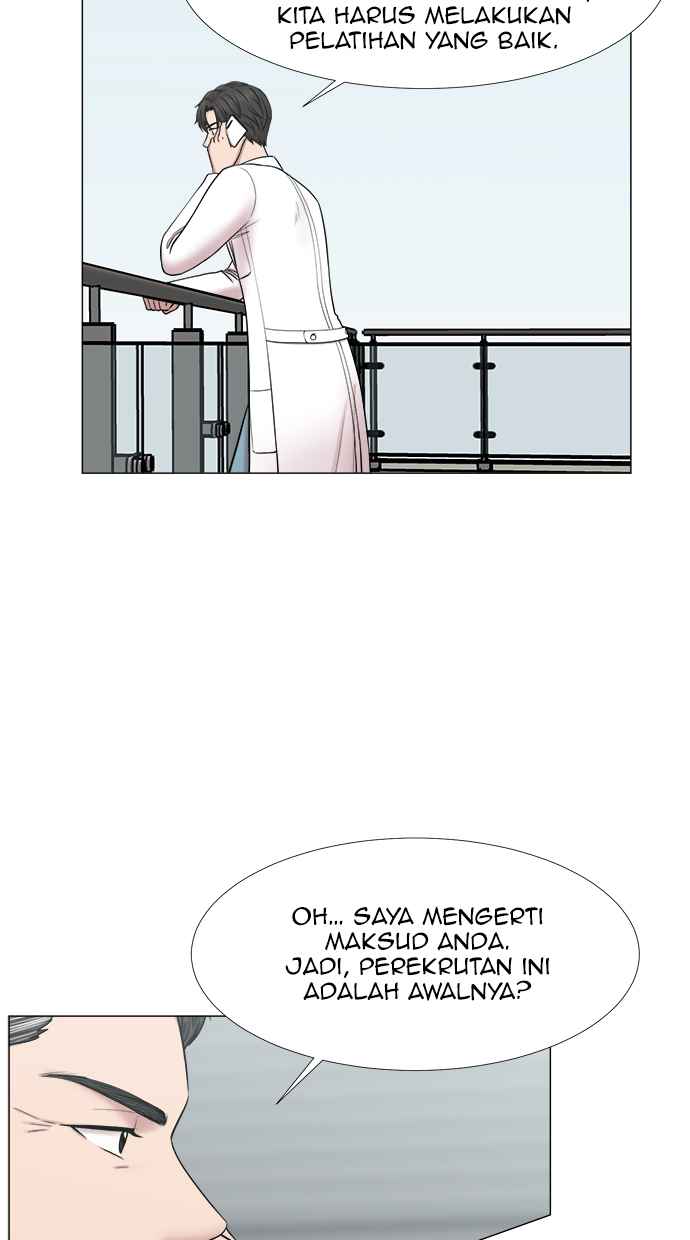 KITA HARUS MELAKUKAN
PELATIHAN YANG BAIK.
OH... SAYA MENGERTI
MAKSUD ANDA.
JADI, PEREKRUTAN INI
ADALAH AWALNYA?